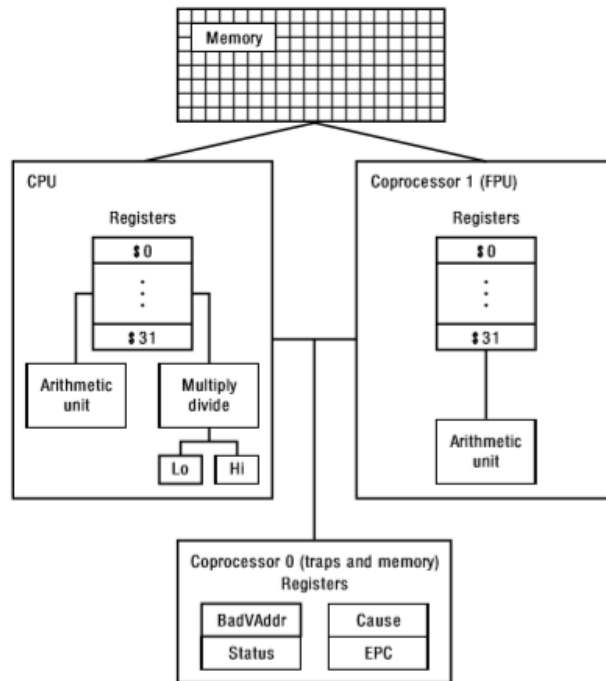 Memory
CPU
Registers
$0
$31
Arithmetic
unit
Multiply
divide
Lo
Hi
Coprocessor 1 (FPU)
Registers
$0
$31
Arithmetic
unit
Coprocessor 0 (traps and memory)
Registers
BadVAddr
Cause
Status
EPC